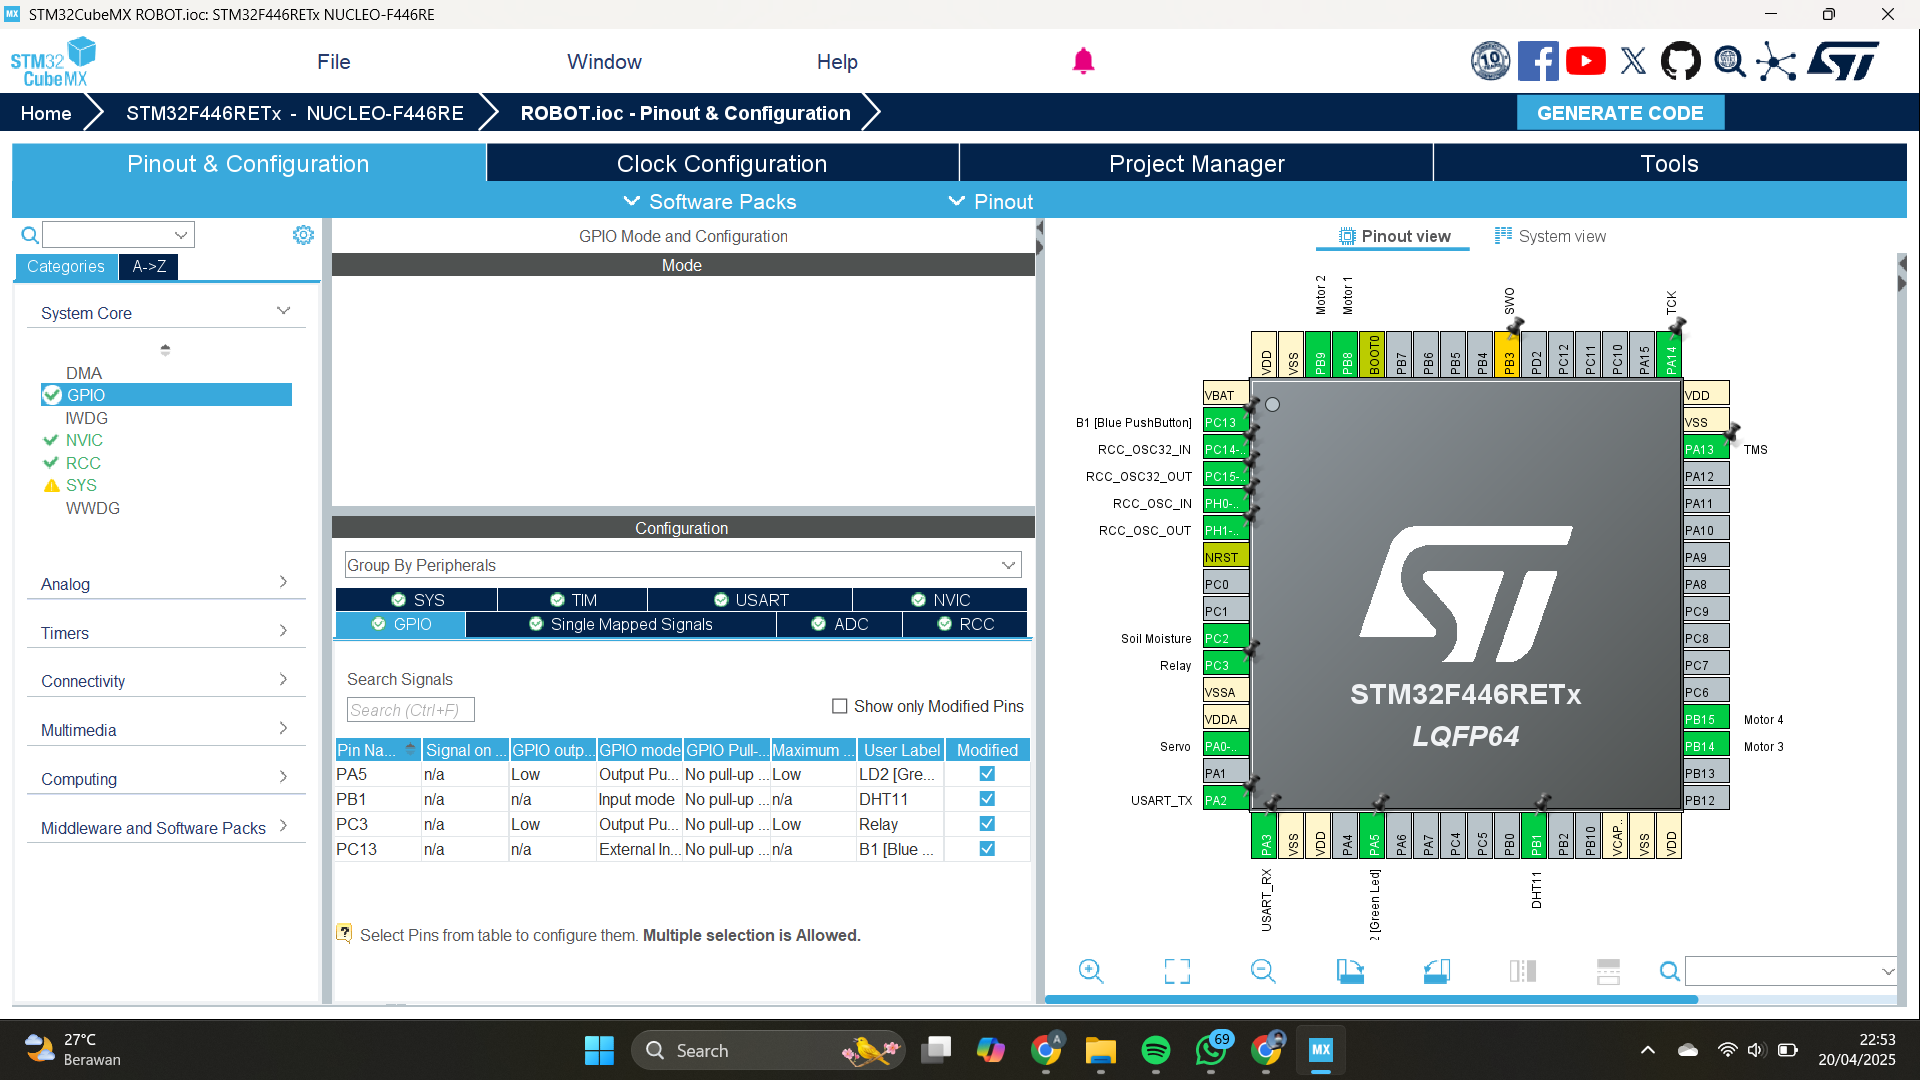 STM32CubeMX ROBOT.ioc: STM32F446RETx NUCLEO-F446RE
STM32
CubeMX
File
Window
Help
10
Home
STM32F446RETx - NUCLEO-F446RE
ROBOT.ioc - Pinout & Configuration
GENERATE CODE
Pinout & Configuration
Clock Configuration
Project Manager
Tools
Software Packs
Pinout
Categories
A->Z
System Core
DMA
GPIO
IWDG
NVIC
RCC
SYS
WWDG
Analog
Timers
Connectivity
Multimedia
Computing
Middleware and Software Packs
GPIO Mode and Configuration
Mode
Configuration
Group By Peripherals
SYS
TIM
USART
NVIC
GPIO
Single Mapped Signals
ADC
RCC
Search Signals
Search (Ctrl+F)
Show only Modified Pins
Pin Na... Signal on ... GPIO outp... GPIO mode GPIO Pull-... Maximum ... User Label Modified
PA5 n/a Low Output Pu... No pull-up ... Low LD2 [Gre...
PB1 n/a n/a Input mode No pull-up ... n/a DHT11
PC3 n/a Low Output Pu... No pull-up ... Low Relay
PC13 n/a n/a External In... No pull-up ... n/a B1 [Blue ...
Select Pins from table to configure them. Multiple selection is Allowed.
Pinout view
System view
Motor 2
Motor 1
SWO
TCK
VDD
VSS
PB9
PB8
BOOT0
PB7
PB6
PB5
PB4
PB3
PD2
PC12
PC11
PC10
PA15
PA14
VBAT
B1 [Blue PushButton] PC13
RCC_OSC32_IN PC14-..
RCC_OSC32_OUT PC15-..
RCC_OSC_IN PH0-..
RCC_OSC_OUT PH1-..
NRST
PC0
PC1
Soil Moisture PC2
Relay PC3
VSSA
VDDA
Servo PA0-..
PA1
USART_TX PA2
STM32F446RETx
LQFP64
VDD
VSS
PA13 TMS
PA12
PA11
PA10
PA9
PA8
PC9
PC8
PC7
PC6
PB15 Motor 4
PB14 Motor 3
PB13
PB12
PA3
VSS
VDD
PA4
PA5
PA6
PA7
PC4
PC5
PB0
PB1
PB2
PB10
VCAP..
VSS
VDD
USART_RX
2 [Green Led]
DHT11
27°C
Berawan
Search
A
69
MX
22:53
20/04/2025